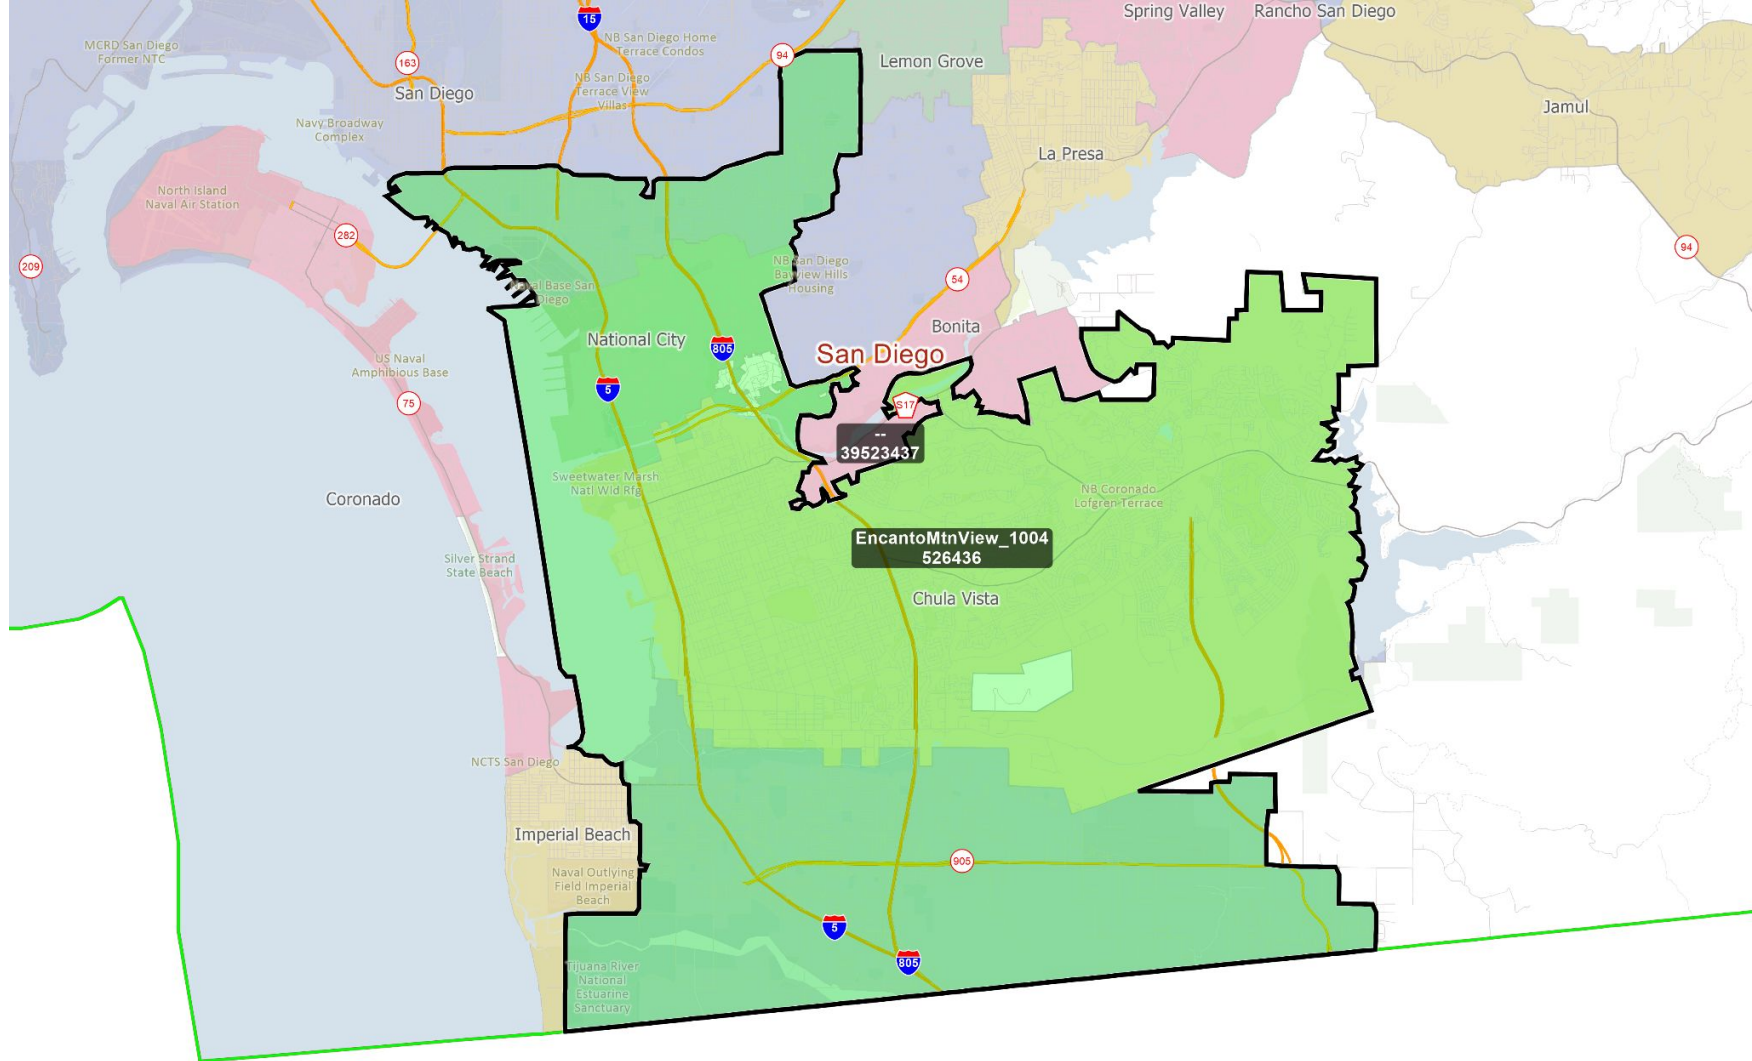 15
Spring Valley
Rancho San Diego
MCRD San Diego
Former NTC
NB San Diego Home
Terrace Condos
94
163
Lemon Grove
San Diego
NB San Diego
Terrace View
Villas
Jamul
Navy Broadway
Complex
La Presa
North Island
Naval Air Station
282
209
94
NB San Diego
Bayview Hills
Housing
54
Naval Base San
Diego
National City
Bonita
805
San Diego
US Naval
Amphibious Base
5
75
S17
--
39523437
Sweetwater Marsh
Natl Wld Rfg
NB Coronado
Lofgren Terrace
Coronado
EncantoMtnView_1004
526436
Silver Strand
State Beach
Chula Vista
NCTS San Diego
Imperial Beach
905
Naval Outlying
Field Imperial
Beach
5
805
Tijuana River
National
Estuarine
Sanctuary